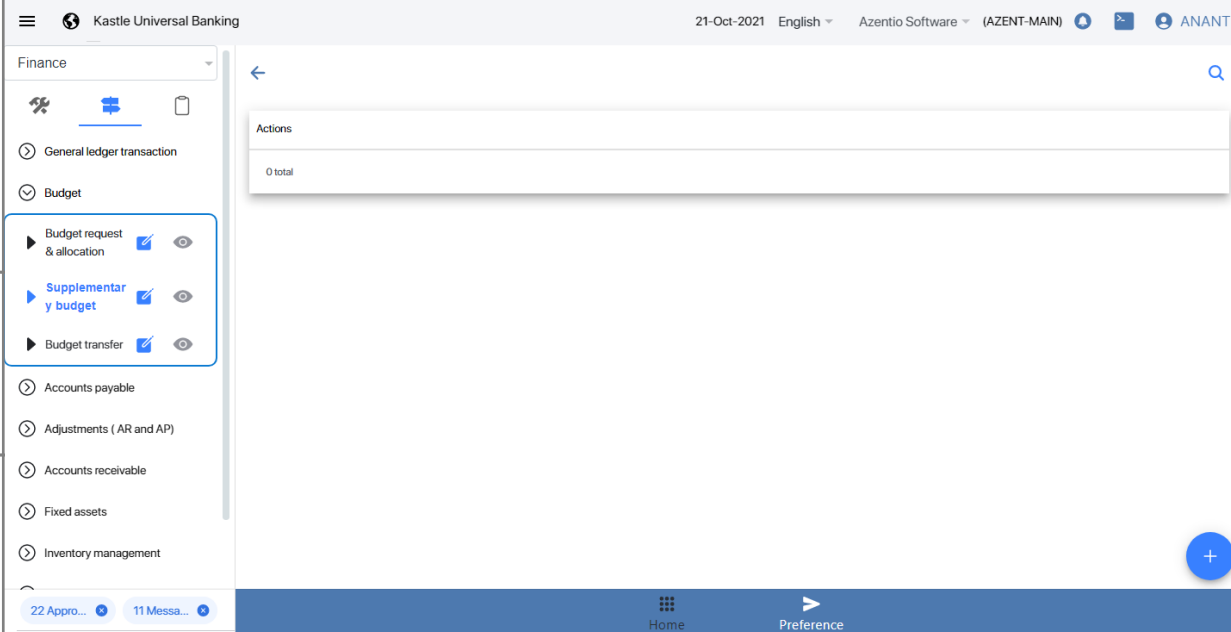 Kastle Universal Banking
21-Oct-2021 English Azentio Software (AZENT-MAIN) ANANT
Finance
General ledger transaction
Budget
Budget request
& allocation
Supplementar
y budget
Budget transfer
Accounts payable
Adjustments ( AR and AP)
Accounts receivable
Fixed assets
Inventory management
22 Appro...
11 Messa...
Actions
0 total
Home
Preference